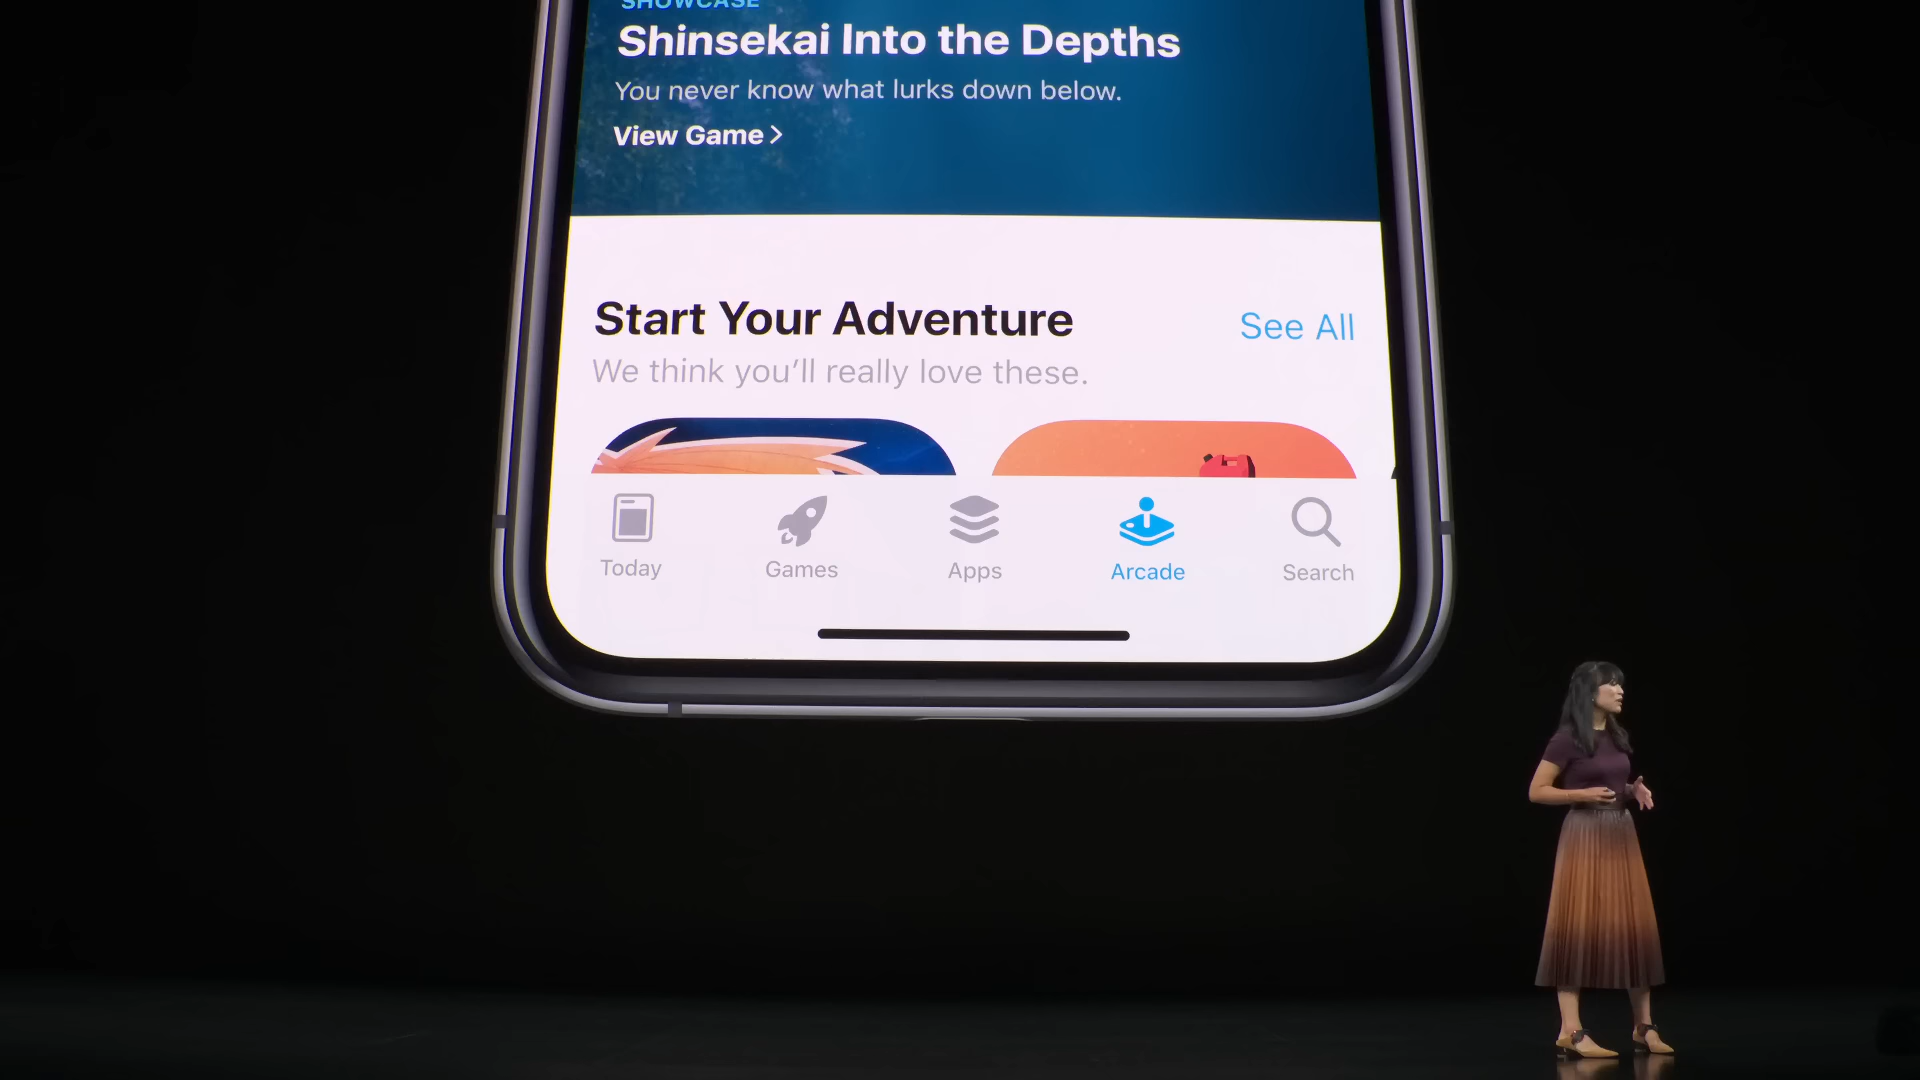 SHOWCASE
Shinsekai Into the Depths
You never know what lurks down below.
View Game >
Start Your Adventure
See All
We think you’ll really love these.
Today
Games
Apps
Arcade
Search